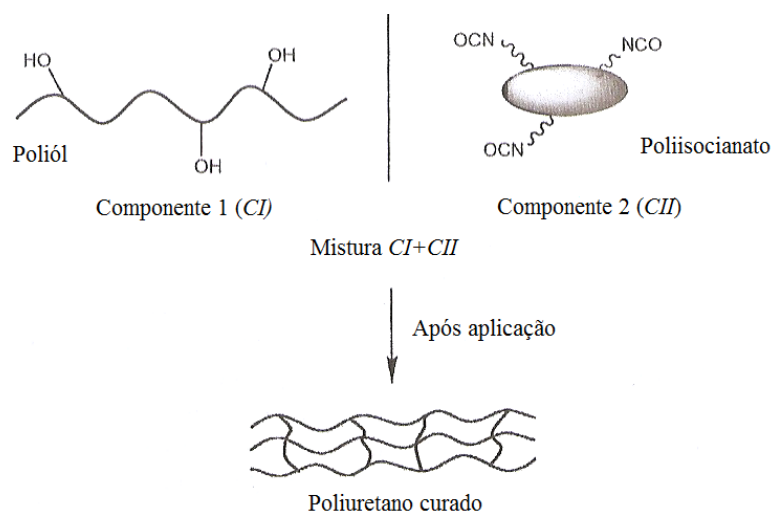 HO
OH
OH
Poliól
OCN
NCO
OCN
Poliisocianato
Componente 1 (CI)
Componente 2 (CII)
Mistura CI+CII
Após aplicação
Poliuretano curado